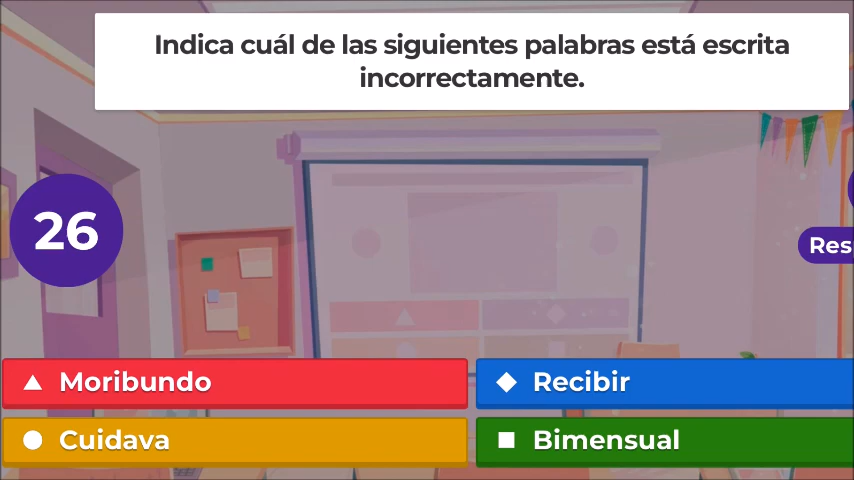 Indica cuál de las siguientes palabras está escrita
incorrectamente.
26
Res
Moribundo
Recibir
Cuidava
Bimensual